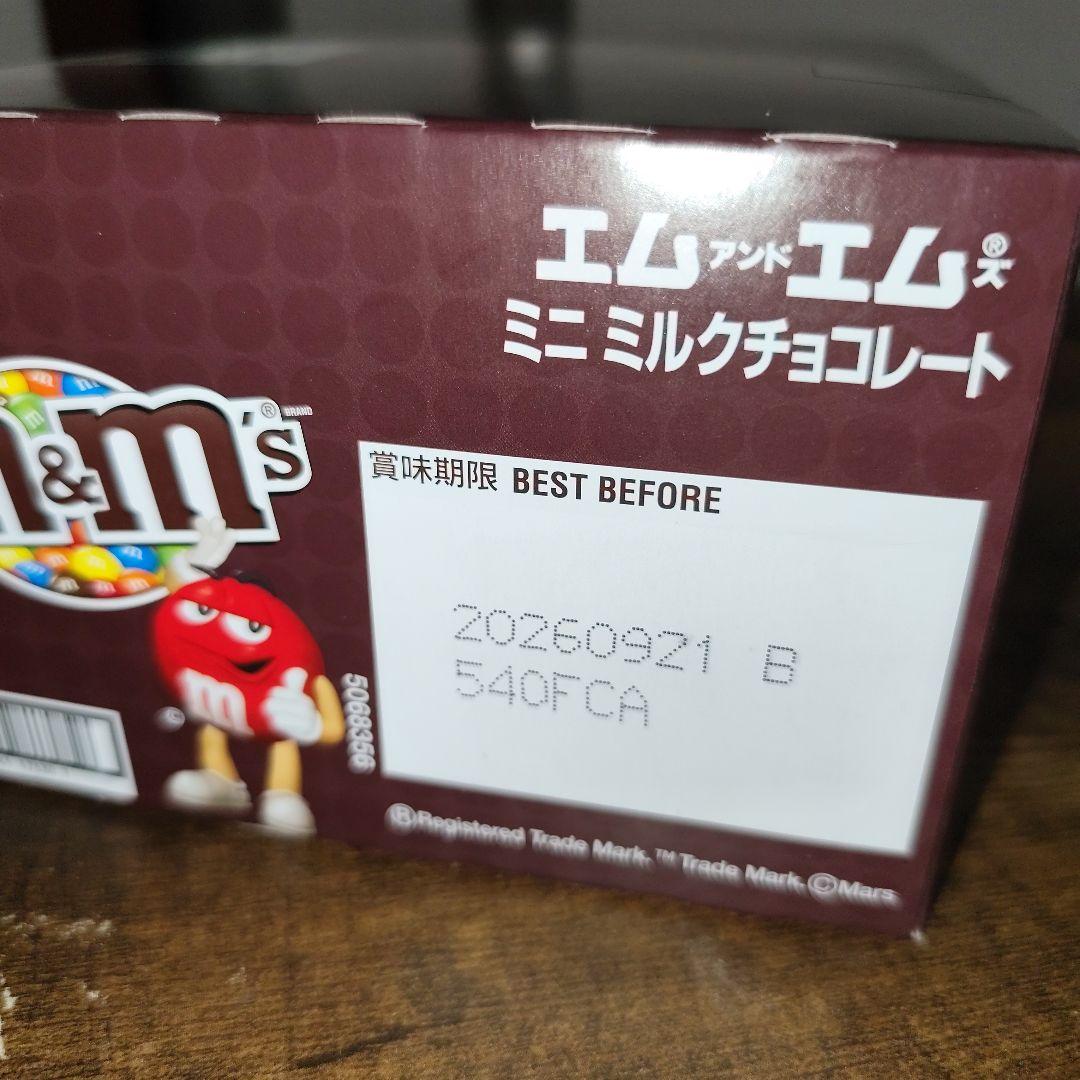 エムアンドエムズ®
ミニ ミルクチョコレート
m&m's® BRAND
賞味期限 BEST BEFORE
20260921 B
540FCA
5068356
®Registered Trade Mark. ™Trade Mark. ©Mars